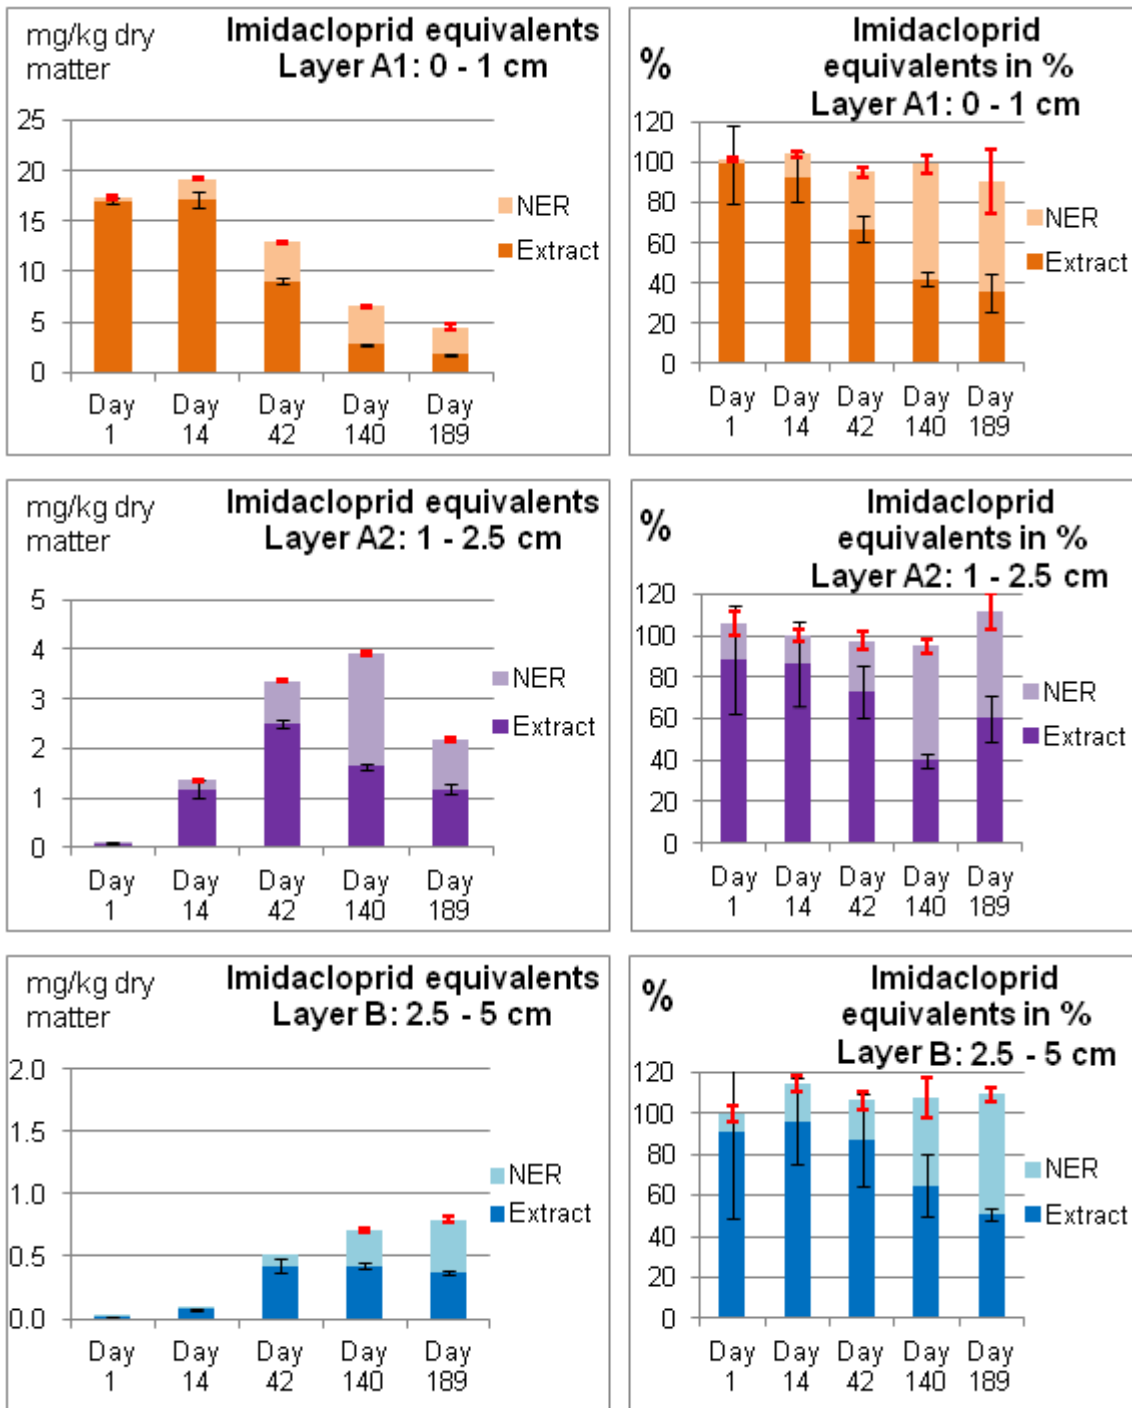 mg/kg dry
matter
Imidacloprid equivalents
Layer A1: 0 - 1 cm
25
20
15
10
5
0
NER
Extract
Day Day Day Day Day
1 14 42 140 189
%
Imidacloprid
equivalents in %
Layer A1: 0 - 1 cm
120
100
80
60
40
20
0
NER
Extract
Day Day Day Day Day
1 14 42 140 189
mg/kg dry
matter
Imidacloprid equivalents
Layer A2: 1 - 2.5 cm
5
4
3
2
1
0
NER
Extract
Day Day Day Day Day
1 14 42 140 189
%
Imidacloprid
equivalents in %
Layer A2: 1 - 2.5 cm
120
100
80
60
40
20
0
NER
Extract
Day Day Day Day Day
1 14 42 140 189
mg/kg dry
matter
Imidacloprid equivalents
Layer B: 2.5 - 5 cm
2.0
1.5
1.0
0.5
0.0
NER
Extract
Day Day Day Day Day
1 14 42 140 189
%
Imidacloprid
equivalents in %
Layer B: 2.5 - 5 cm
120
100
80
60
40
20
0
NER
Extract
Day Day Day Day Day
1 14 42 140 189